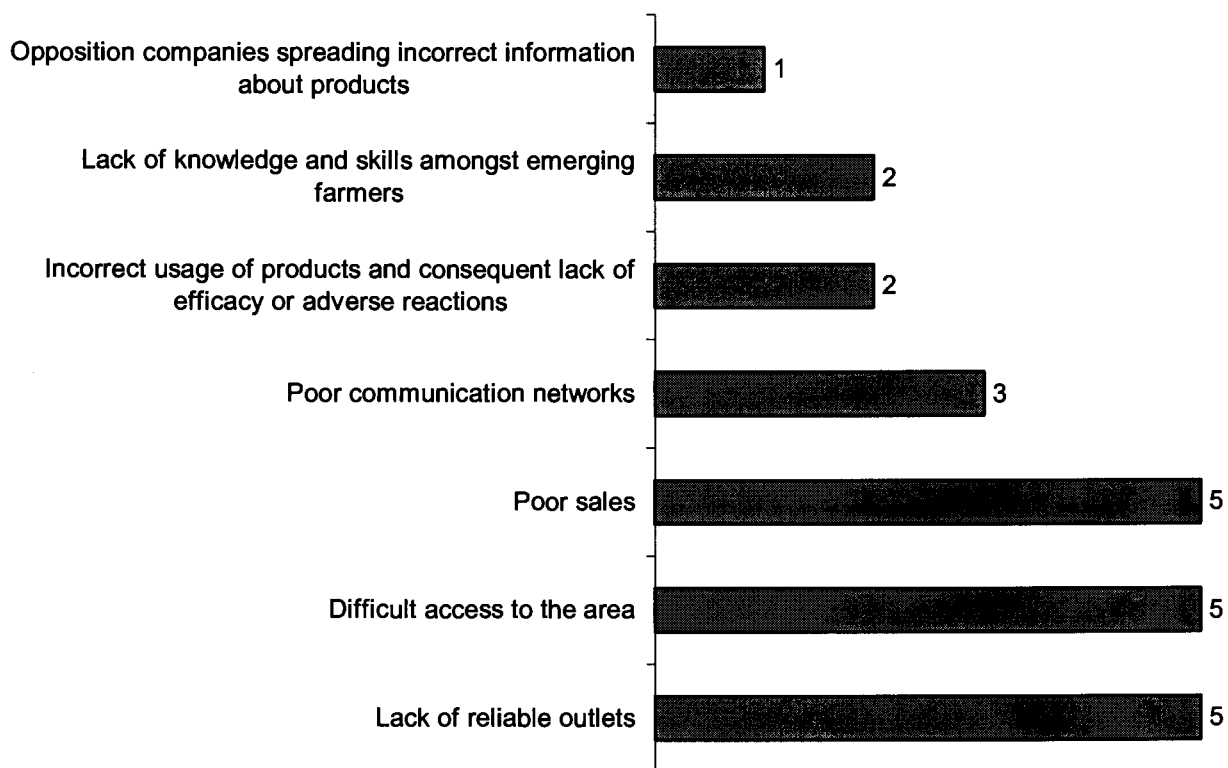 Opposition companies spreading incorrect information
about products
1
Lack of knowledge and skills amongst emerging
farmers
2
Incorrect usage of products and consequent lack of
efficacy or adverse reactions
2
Poor communication networks
3
Poor sales
5
Difficult access to the area
5
Lack of reliable outlets
5